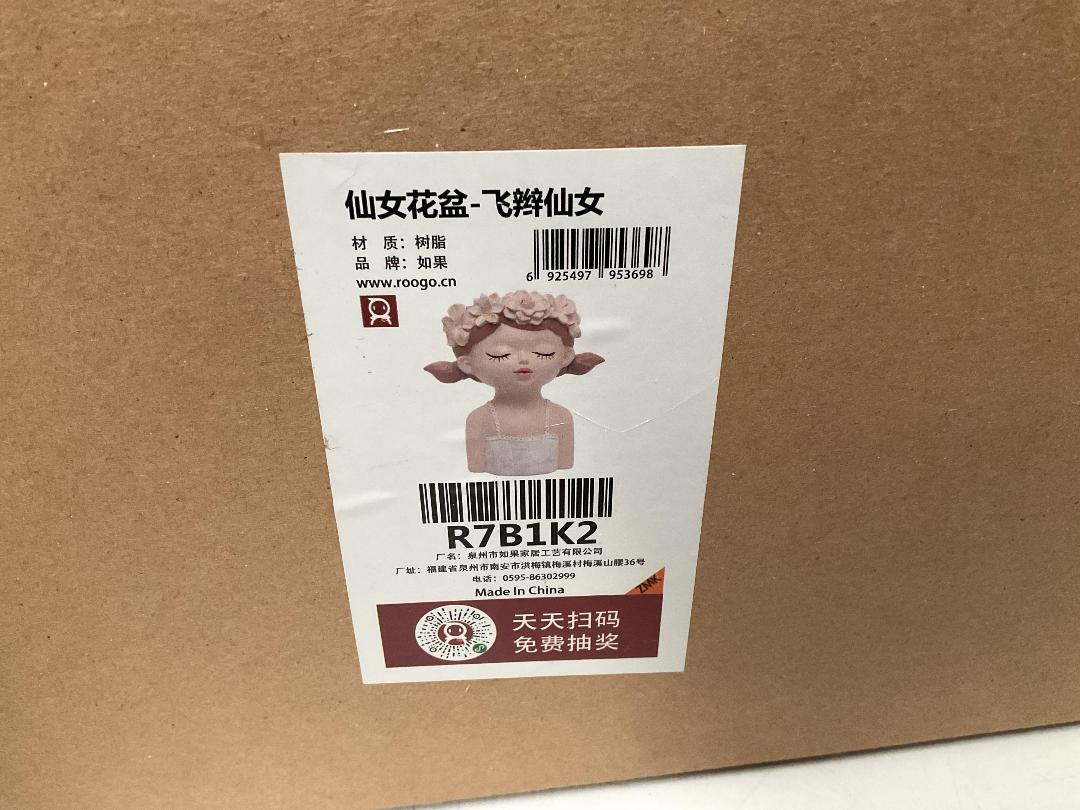 仙女花盆-飞辫仙女
材 质：树脂
品 牌：如果
www.roogo.cn
6 925497 953698
R7B1K2
厂名：泉州市如果家居工艺有限公司
厂址：福建省泉州市南安市洪梅镇梅溪村梅溪山腰36号
电话：0595-86302999
Made In China
ZMK
天天扫码
免费抽奖